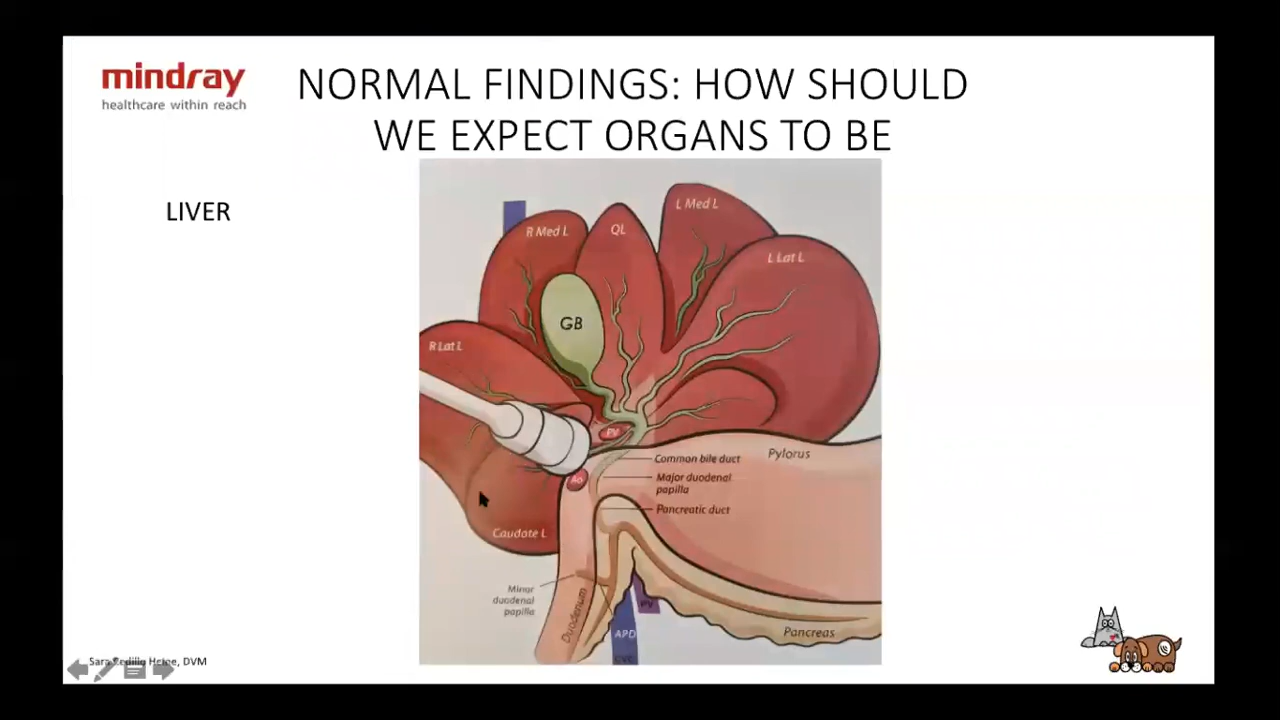 mindray
healthcare within reach
NORMAL FINDINGS: HOW SHOULD
WE EXPECT ORGANS TO BE
LIVER
L Med L
R Med L
QL
L Lat L
GB
R Lat L
PV
Common bile duct
Pylorus
Major duodenal
papilla
Ao
Pancreatic duct
Caudate L
Minor
duodenal
papilla
Duodenum
PV
APD
Pancreas
CVC
DVM